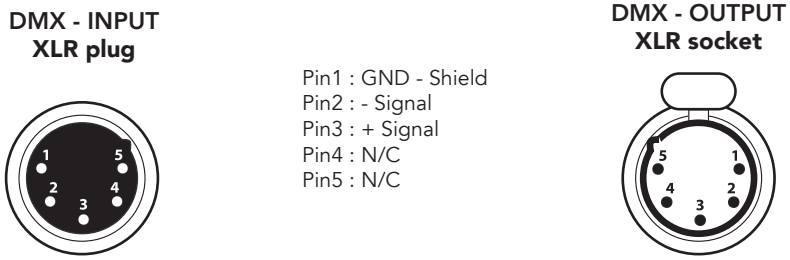 DMX - INPUT
XLR plug
1
5
2
4
3
Pin1 : GND - Shield
Pin2 : - Signal
Pin3 : + Signal
Pin4 : N/C
Pin5 : N/C
DMX - OUTPUT
XLR socket
5
1
4
2
3